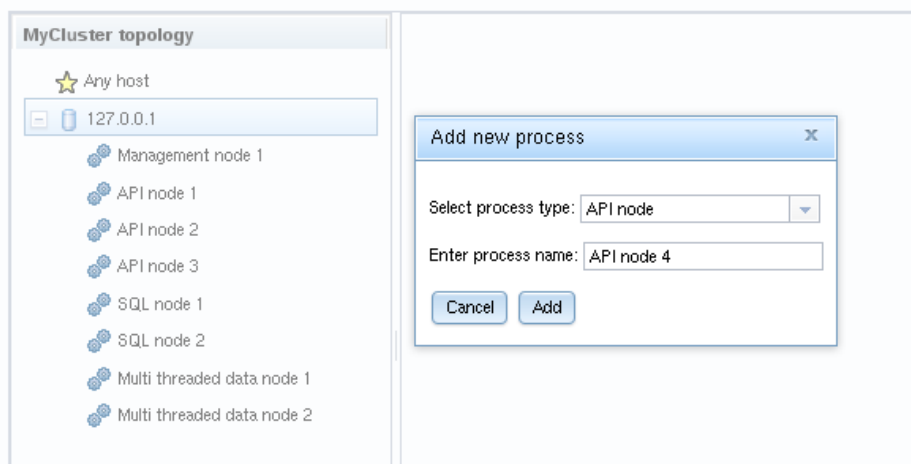 MyCluster topology
Any host
127.0.0.1
Management node 1
API node 1
API node 2
API node 3
SQL node 1
SQL node 2
Multi threaded data node 1
Multi threaded data node 2
Add new process x
Select process type: API node
Enter process name: API node 4
Cancel Add